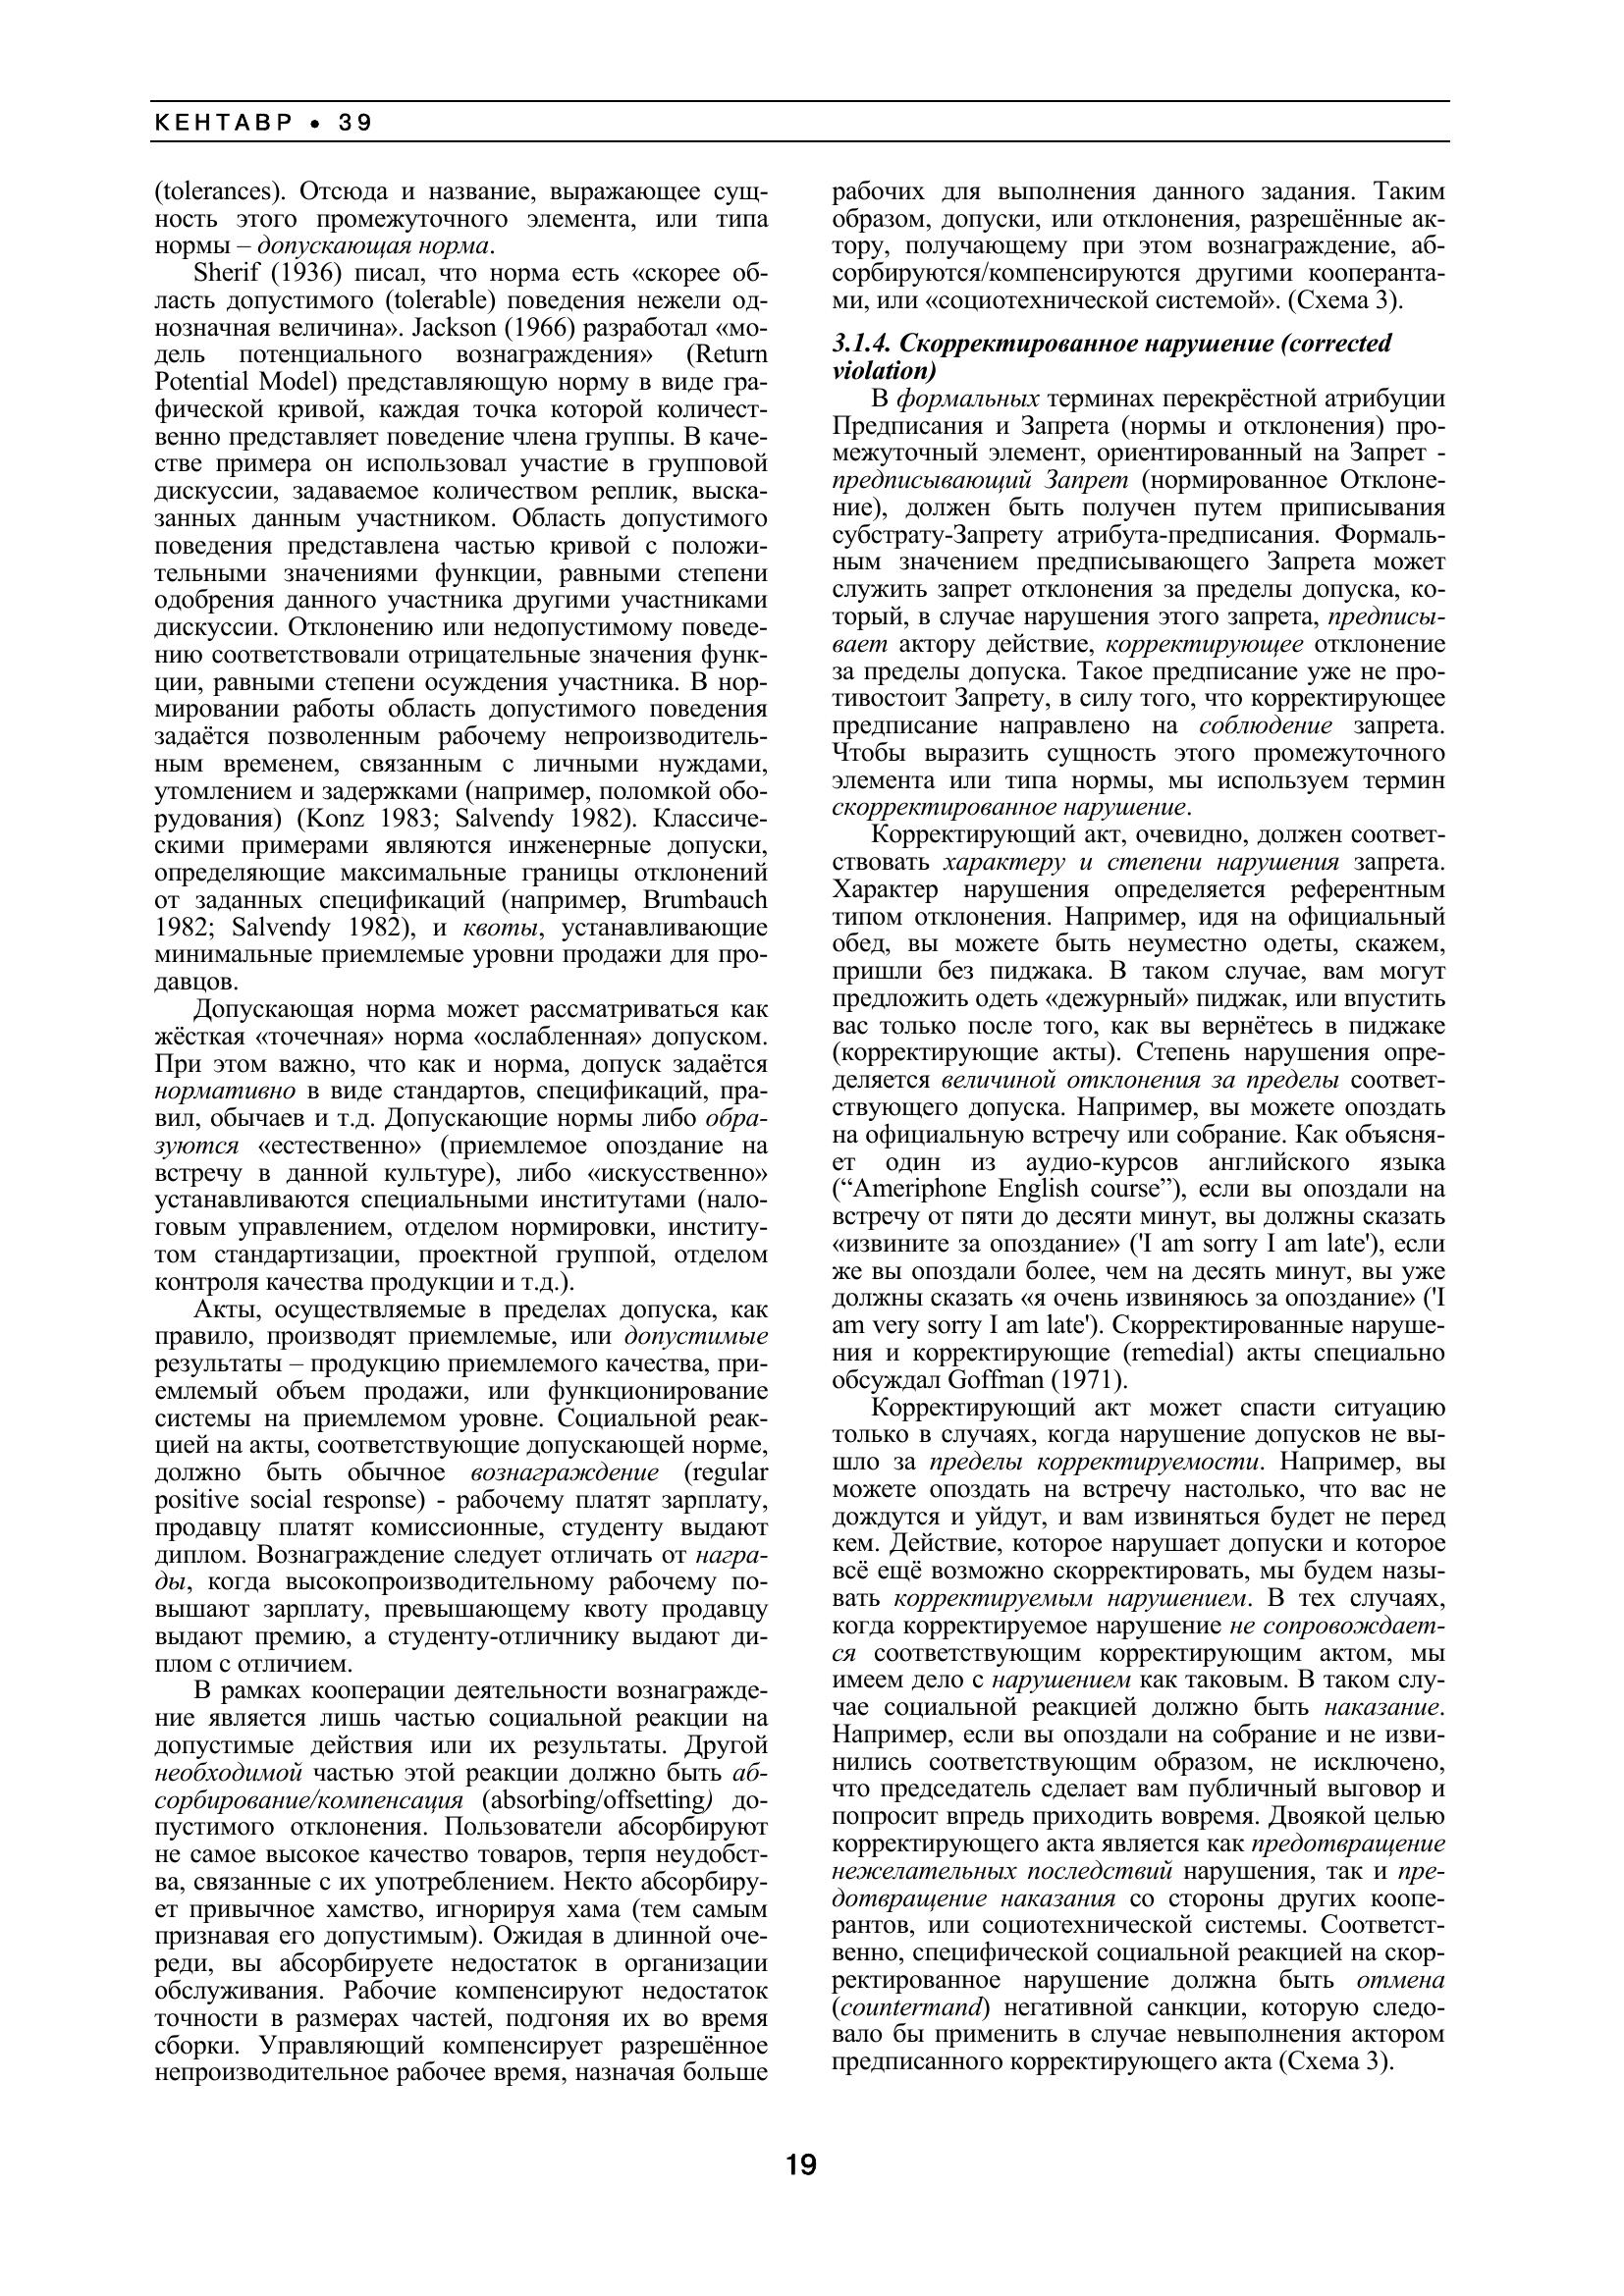 КЕНТАВР • 39
(tolerances). Отсюда и название, выражающее сущ-
ность этого промежуточного элемента, или типа
нормы – допускающая норма.
Sherif (1936) писал, что норма есть «скорее об-
ласть допустимого (tolerable) поведения нежели од-
нозначная величина». Jackson (1966) разработал «мо-
дель потенциального вознаграждения» (Return
Potential Model) представляющую норму в виде гра-
фической кривой, каждая точка которой количест-
венно представляет поведение члена группы. В каче-
стве примера он использовал участие в групповой
дискуссии, задаваемое количеством реплик, выска-
занных данным участником. Область допустимого
поведения представлена частью кривой с положи-
тельными значениями функции, равными степени
одобрения данного участника другими участниками
дискуссии. Отклонению или недопустимому поведе-
нию соответствовали отрицательные значения функ-
ции, равными степени осуждения участника. В нор-
мировании работы область допустимого поведения
задаётся позволенным рабочему непроизводитель-
ным временем, связанным с личными нуждами,
утомлением и задержками (например, поломкой обо-
рудования) (Konz 1983; Salvendy 1982). Классиче-
скими примерами являются инженерные допуски,
определяющие максимальные границы отклонений
от заданных спецификаций (например, Brumbauch
1982; Salvendy 1982), и квоты, устанавливающие
минимальные приемлемые уровни продажи для про-
давцов.
Допускающая норма может рассматриваться как
жёсткая «точечная» норма «ослабленная» допуском.
При этом важно, что как и норма, допуск задаётся
нормативно в виде стандартов, спецификаций, пра-
вил, обычаев и т.д. Допускающие нормы либо обра-
зуются «естественно» (приемлемое опоздание на
встречу в данной культуре), либо «искусственно»
устанавливаются специальными институтами (нало-
говым управлением, отделом нормировки, институ-
том стандартизации, проектной группой, отделом
контроля качества продукции и т.д.).
Акты, осуществляемые в пределах допуска, как
правило, производят приемлемые, или допустимые
результаты – продукцию приемлемого качества, при-
емлемый объем продажи, или функционирование
системы на приемлемом уровне. Социальной реак-
цией на акты, соответствующие допускающей норме,
должно быть обычное вознаграждение (regular
positive social response) - рабочему платят зарплату,
продавцу платят комиссионные, студенту выдают
диплом. Вознаграждение следует отличать от награ-
ды, когда высокопроизводительному рабочему по-
вышают зарплату, превышающему квоту продавцу
выдают премию, а студенту-отличнику выдают ди-
плом с отличием.
В рамках кооперации деятельности вознагражде-
ние является лишь частью социальной реакции на
допустимые действия или их результаты. Другой
необходимой частью этой реакции должно быть аб-
сорбирование/компенсация (absorbing/offsetting) до-
пустимого отклонения. Пользователи абсорбируют
не самое высокое качество товаров, терпя неудобст-
ва, связанные с их употреблением. Некто абсорбиру-
ет привычное хамство, игнорируя хама (тем самым
признавая его допустимым). Ожидая в длинной оче-
реди, вы абсорбируете недостаток в организации
обслуживания. Рабочие компенсируют недостаток
точности в размерах частей, подгоняя их во время
сборки. Управляющий компенсирует разрешённое
непроизводительное рабочее время, назначая больше
рабочих для выполнения данного задания. Таким
образом, допуски, или отклонения, разрешённые ак-
тору, получающему при этом вознаграждение, аб-
сорбируются/компенсируются другими кооперанта-
ми, или «социотехнической системой». (Схема 3).
3.1.4. Скорректированное нарушение (corrected
violation)
В формальных терминах перекрёстной атрибуции
Предписания и Запрета (нормы и отклонения) про-
межуточный элемент, ориентированный на Запрет -
предписывающий Запрет (нормированное Отклоне-
ние), должен быть получен путем приписывания
субстрату-Запрету атрибута-предписания. Формаль-
ным значением предписывающего Запрета может
служить запрет отклонения за пределы допуска, ко-
торый, в случае нарушения этого запрета, предписы-
вает актору действие, корректирующее отклонение
за пределы допуска. Такое предписание уже не про-
тивостоит Запрету, в силу того, что корректирующее
предписание направлено на соблюдение запрета.
Чтобы выразить сущность этого промежуточного
элемента или типа нормы, мы используем термин
скорректированное нарушение.
Корректирующий акт, очевидно, должен соответ-
ствовать характеру и степени нарушения запрета.
Характер нарушения определяется референтным
типом отклонения. Например, идя на официальный
обед, вы можете быть неуместно одеты, скажем,
пришли без пиджака. В таком случае, вам могут
предложить одеть «дежурный» пиджак, или впустить
вас только после того, как вы вернётесь в пиджаке
(корректирующие акты). Степень нарушения опре-
деляется величиной отклонения за пределы соответ-
ствующего допуска. Например, вы можете опоздать
на официальную встречу или собрание. Как объясня-
ет один из аудио-курсов английского языка
(“Ameriphone English course”), если вы опоздали на
встречу от пяти до десяти минут, вы должны сказать
«извините за опоздание» ('I am sorry I am late'), если
же вы опоздали более, чем на десять минут, вы уже
должны сказать «я очень извиняюсь за опоздание» ('I
am very sorry I am late'). Скорректированные наруше-
ния и корректирующие (remedial) акты специально
обсуждал Goffman (1971).
Корректирующий акт может спасти ситуацию
только в случаях, когда нарушение допусков не вы-
шло за пределы корректируемости. Например, вы
можете опоздать на встречу настолько, что вас не
дождутся и уйдут, и вам извиняться будет не перед
кем. Действие, которое нарушает допуски и которое
всё ещё возможно скорректировать, мы будем назы-
вать корректируемым нарушением. В тех случаях,
когда корректируемое нарушение не сопровождает-
ся соответствующим корректирующим актом, мы
имеем дело с нарушением как таковым. В таком слу-
чае социальной реакцией должно быть наказание.
Например, если вы опоздали на собрание и не изви-
нились соответствующим образом, не исключено,
что председатель сделает вам публичный выговор и
попросит впредь приходить вовремя. Двоякой целью
корректирующего акта является как предотвращение
нежелательных последствий нарушения, так и пре-
дотвращение наказания со стороны других коопе-
рантов, или социотехнической системы. Соответст-
венно, специфической социальной реакцией на скор-
ректированное нарушение должна быть отмена
(countermand) негативной санкции, которую следо-
вало бы применить в случае невыполнения актором
предписанного корректирующего акта (Схема 3).
19